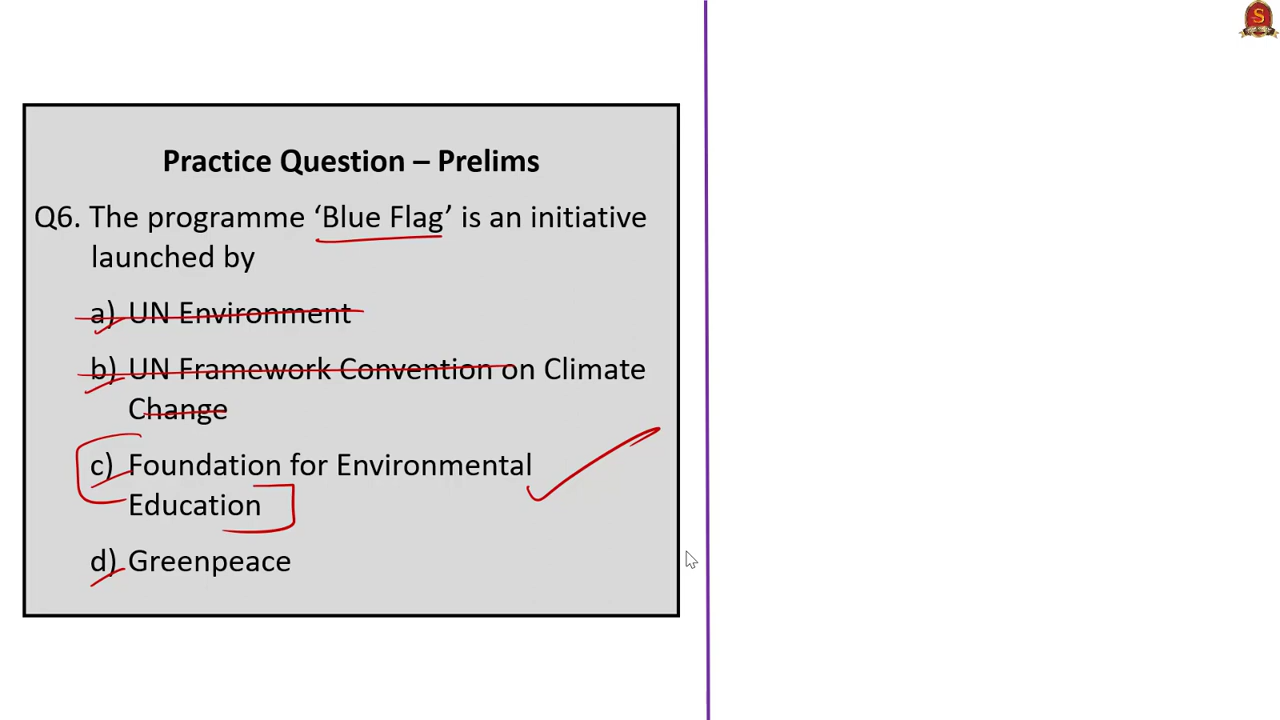 Practice Question – Prelims
Q6. The programme ‘Blue Flag’ is an initiative
launched by
a) UN Environment
b) UN Framework Convention on Climate
Change
c) Foundation for Environmental
Education
d) Greenpeace
S